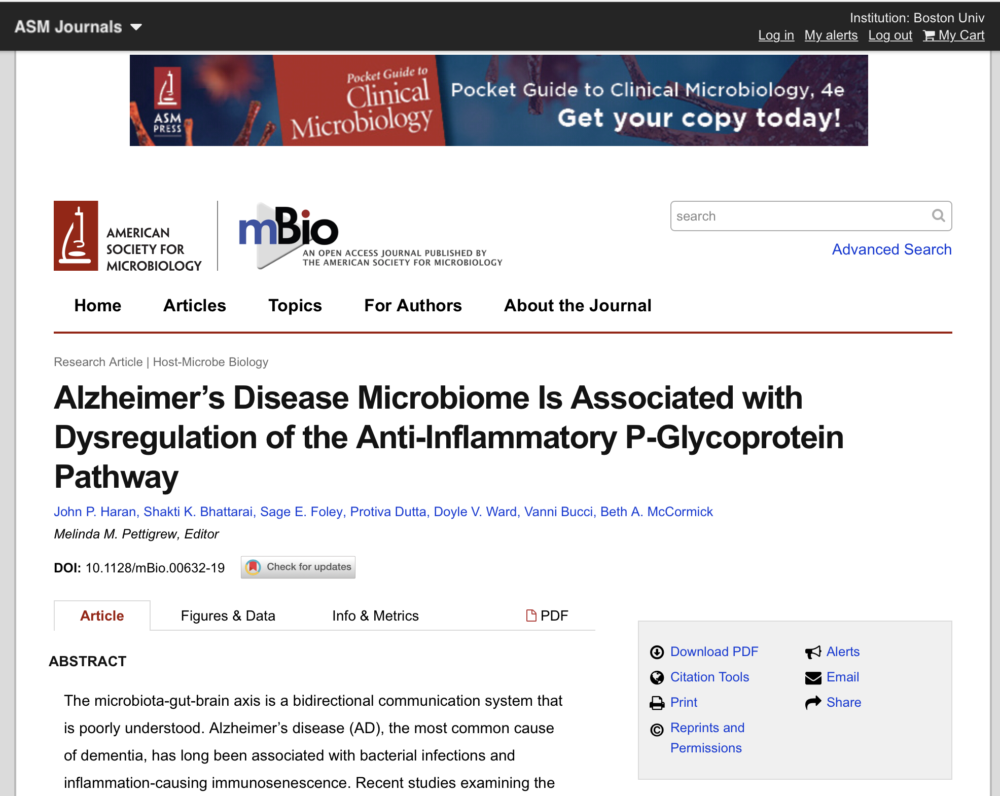 ASM Journals
Institution: Boston Univ
Log in My alerts Log out My Cart
ASM
PRESS
Pocket Guide to
Clinical
Microbiology
Pocket Guide to Clinical Microbiology, 4e
Get your copy today!
AMERICAN
SOCIETY FOR
MICROBIOLOGY
mBio
AN OPEN ACCESS JOURNAL PUBLISHED BY
THE AMERICAN SOCIETY FOR MICROBIOLOGY
search
Advanced Search
Home Articles Topics For Authors About the Journal
Research Article | Host-Microbe Biology
Alzheimer’s Disease Microbiome Is Associated with
Dysregulation of the Anti-Inflammatory P-Glycoprotein
Pathway
John P. Haran, Shakti K. Bhattarai, Sage E. Foley, Protiva Dutta, Doyle V. Ward, Vanni Bucci, Beth A. McCormick
Melinda M. Pettigrew, Editor
DOI: 10.1128/mBio.00632-19 Check for updates
Article Figures & Data Info & Metrics PDF
ABSTRACT
The microbiota-gut-brain axis is a bidirectional communication system that
is poorly understood. Alzheimer’s disease (AD), the most common cause
of dementia, has long been associated with bacterial infections and
inflammation-causing immunosenescence. Recent studies examining the
Download PDF Alerts
Citation Tools Email
Print Share
© Reprints and
Permissions